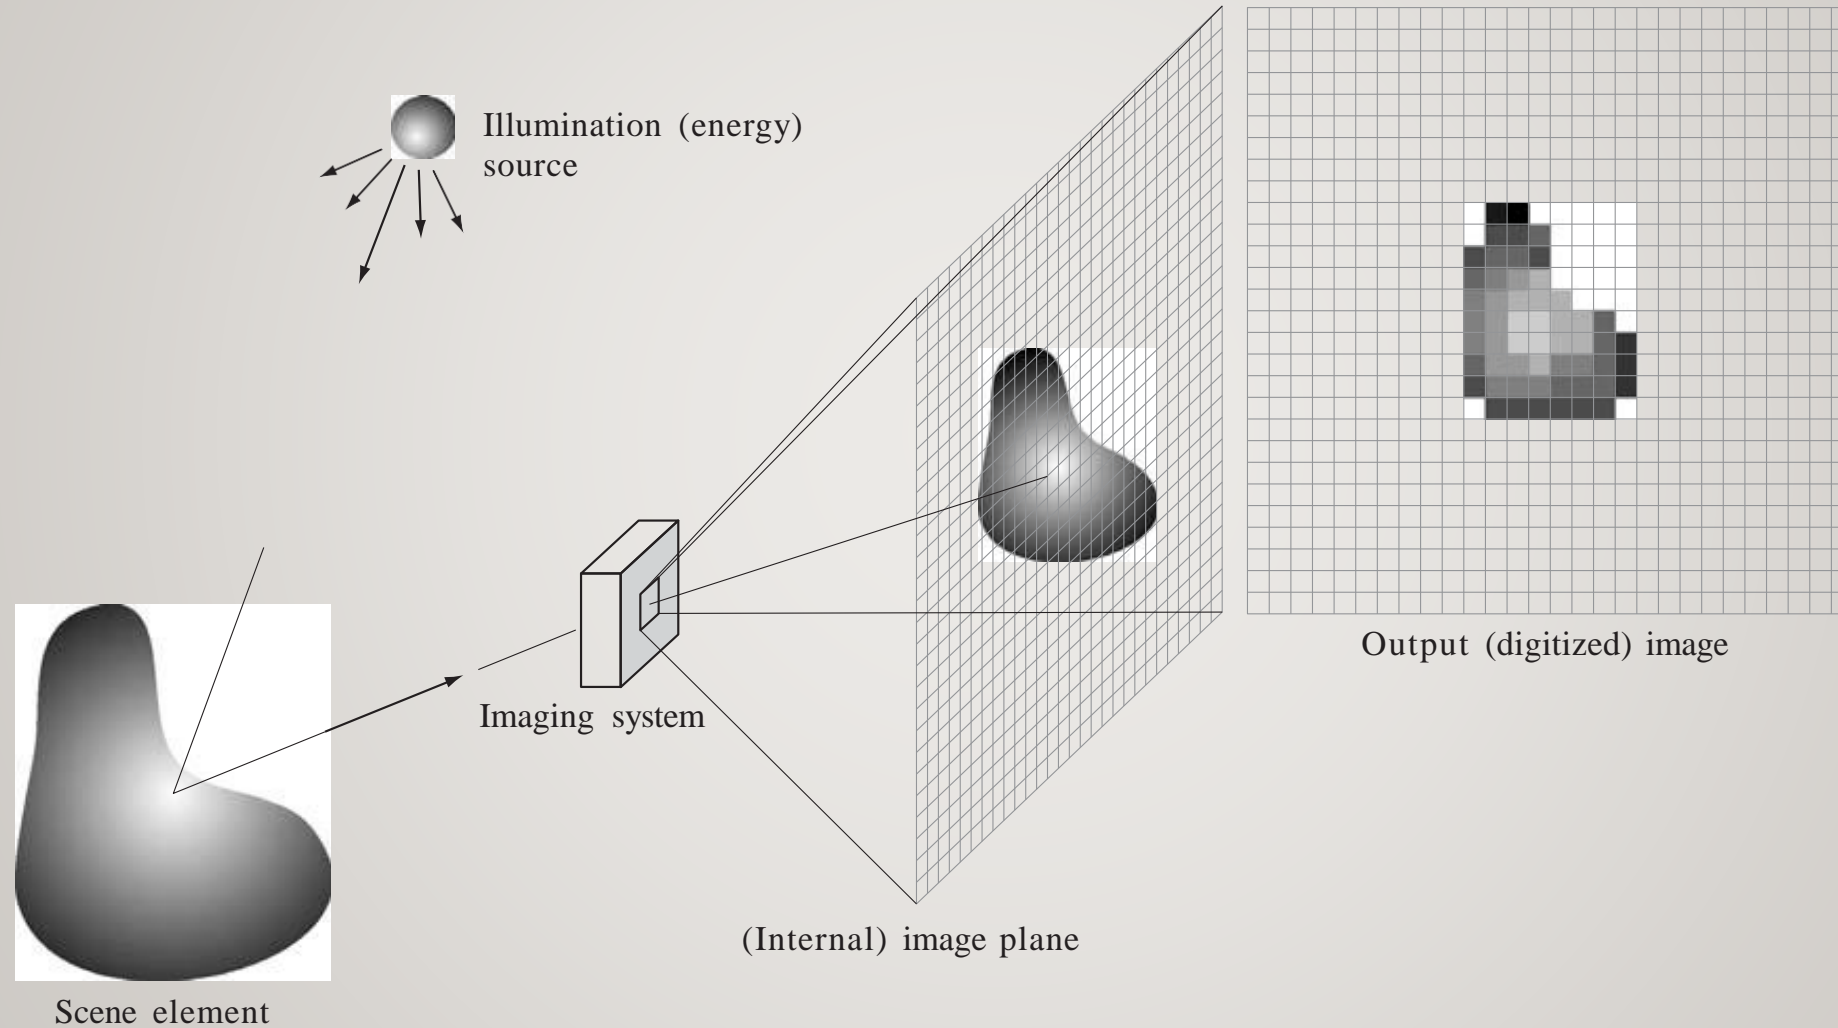 Illumination (energy)
source
Output (digitized) image
Imaging system
(Internal) image plane
Scene element